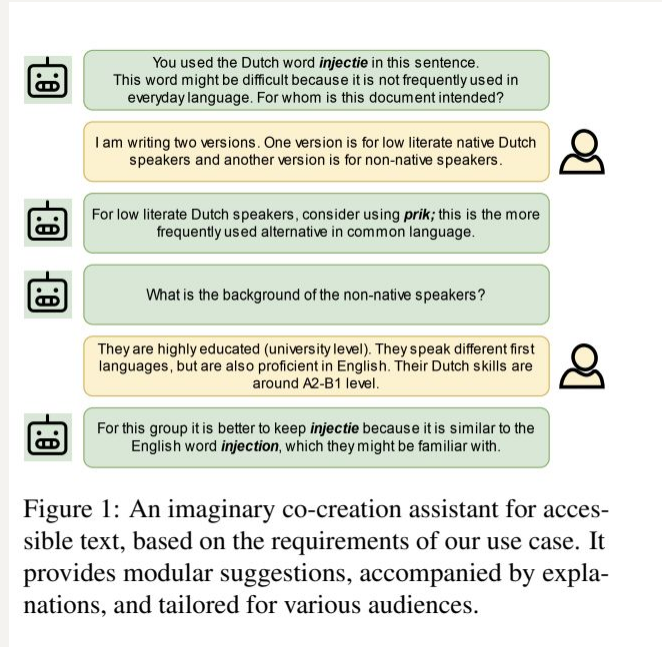 You used the Dutch word injectie in this sentence.
This word might be difficult because it is not frequently used in
everyday language. For whom is this document intended?
I am writing two versions. One version is for low literate native Dutch
speakers and another version is for non-native speakers.
For low literate Dutch speakers, consider using prik; this is the more
frequently used alternative in common language.
What is the background of the non-native speakers?
They are highly educated (university level). They speak different first
languages, but are also proficient in English. Their Dutch skills are
around A2-B1 level.
For this group it is better to keep injectie because it is similar to the
English word injection, which they might be familiar with.
Figure 1: An imaginary co-creation assistant for acces-
sible text, based on the requirements of our use case. It
provides modular suggestions, accompanied by expla-
nations, and tailored for various audiences.